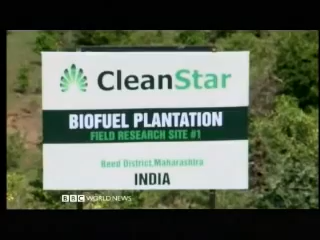 CleanStar
BIOFUEL PLANTATION
FIELD RESEARCH SITE #1
Beed District, Maharashtra
INDIA
BBC WORLD NEWS